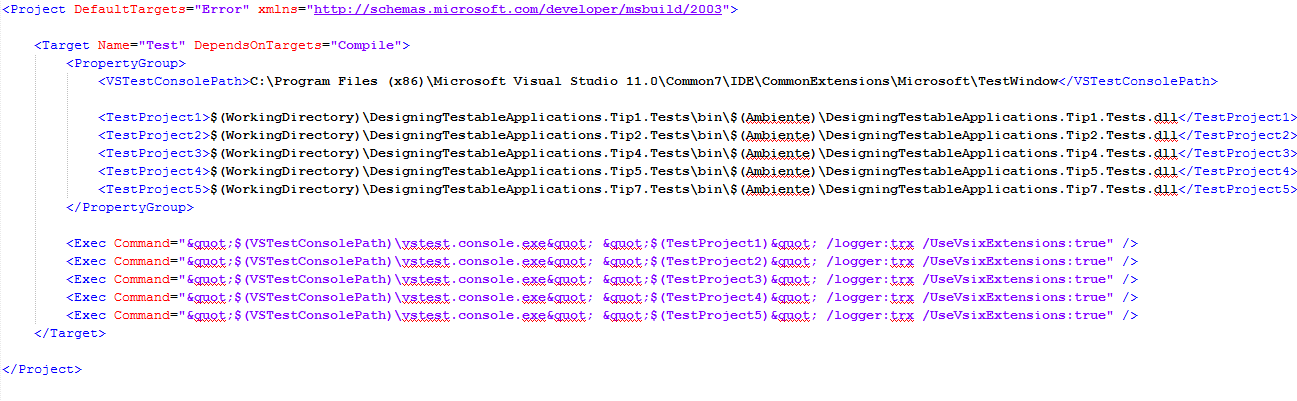 <Project DefaultTargets="Error" xmlns="http://schemas.microsoft.com/developer/msbuild/2003">
<Target Name="Test" DependsOnTargets="Compile">
<PropertyGroup>
<VSTestConsolePath>C:\Program Files (x86)\Microsoft Visual Studio 11.0\Common7\IDE\CommonExtensions\Microsoft\TestWindow</VSTestConsolePath>
<TestProject1>$(WorkingDirectory)\DesigningTestableApplications.Tip1.Tests\bin\$(Ambiente)\DesigningTestableApplications.Tip1.Tests.dll</TestProject1>
<TestProject2>$(WorkingDirectory)\DesigningTestableApplications.Tip2.Tests\bin\$(Ambiente)\DesigningTestableApplications.Tip2.Tests.dll</TestProject2>
<TestProject3>$(WorkingDirectory)\DesigningTestableApplications.Tip4.Tests\bin\$(Ambiente)\DesigningTestableApplications.Tip4.Tests.dll</TestProject3>
<TestProject4>$(WorkingDirectory)\DesigningTestableApplications.Tip5.Tests\bin\$(Ambiente)\DesigningTestableApplications.Tip5.Tests.dll</TestProject4>
<TestProject5>$(WorkingDirectory)\DesigningTestableApplications.Tip7.Tests\bin\$(Ambiente)\DesigningTestableApplications.Tip7.Tests.dll</TestProject5>
</PropertyGroup>
<Exec Command="&quot;$(VSTestConsolePath)\vstest.console.exe&quot; &quot;$(TestProject1)&quot; /logger:trx /UseVsixExtensions:true" />
<Exec Command="&quot;$(VSTestConsolePath)\vstest.console.exe&quot; &quot;$(TestProject2)&quot; /logger:trx /UseVsixExtensions:true" />
<Exec Command="&quot;$(VSTestConsolePath)\vstest.console.exe&quot; &quot;$(TestProject3)&quot; /logger:trx /UseVsixExtensions:true" />
<Exec Command="&quot;$(VSTestConsolePath)\vstest.console.exe&quot; &quot;$(TestProject4)&quot; /logger:trx /UseVsixExtensions:true" />
<Exec Command="&quot;$(VSTestConsolePath)\vstest.console.exe&quot; &quot;$(TestProject5)&quot; /logger:trx /UseVsixExtensions:true" />
</Target>
</Project>